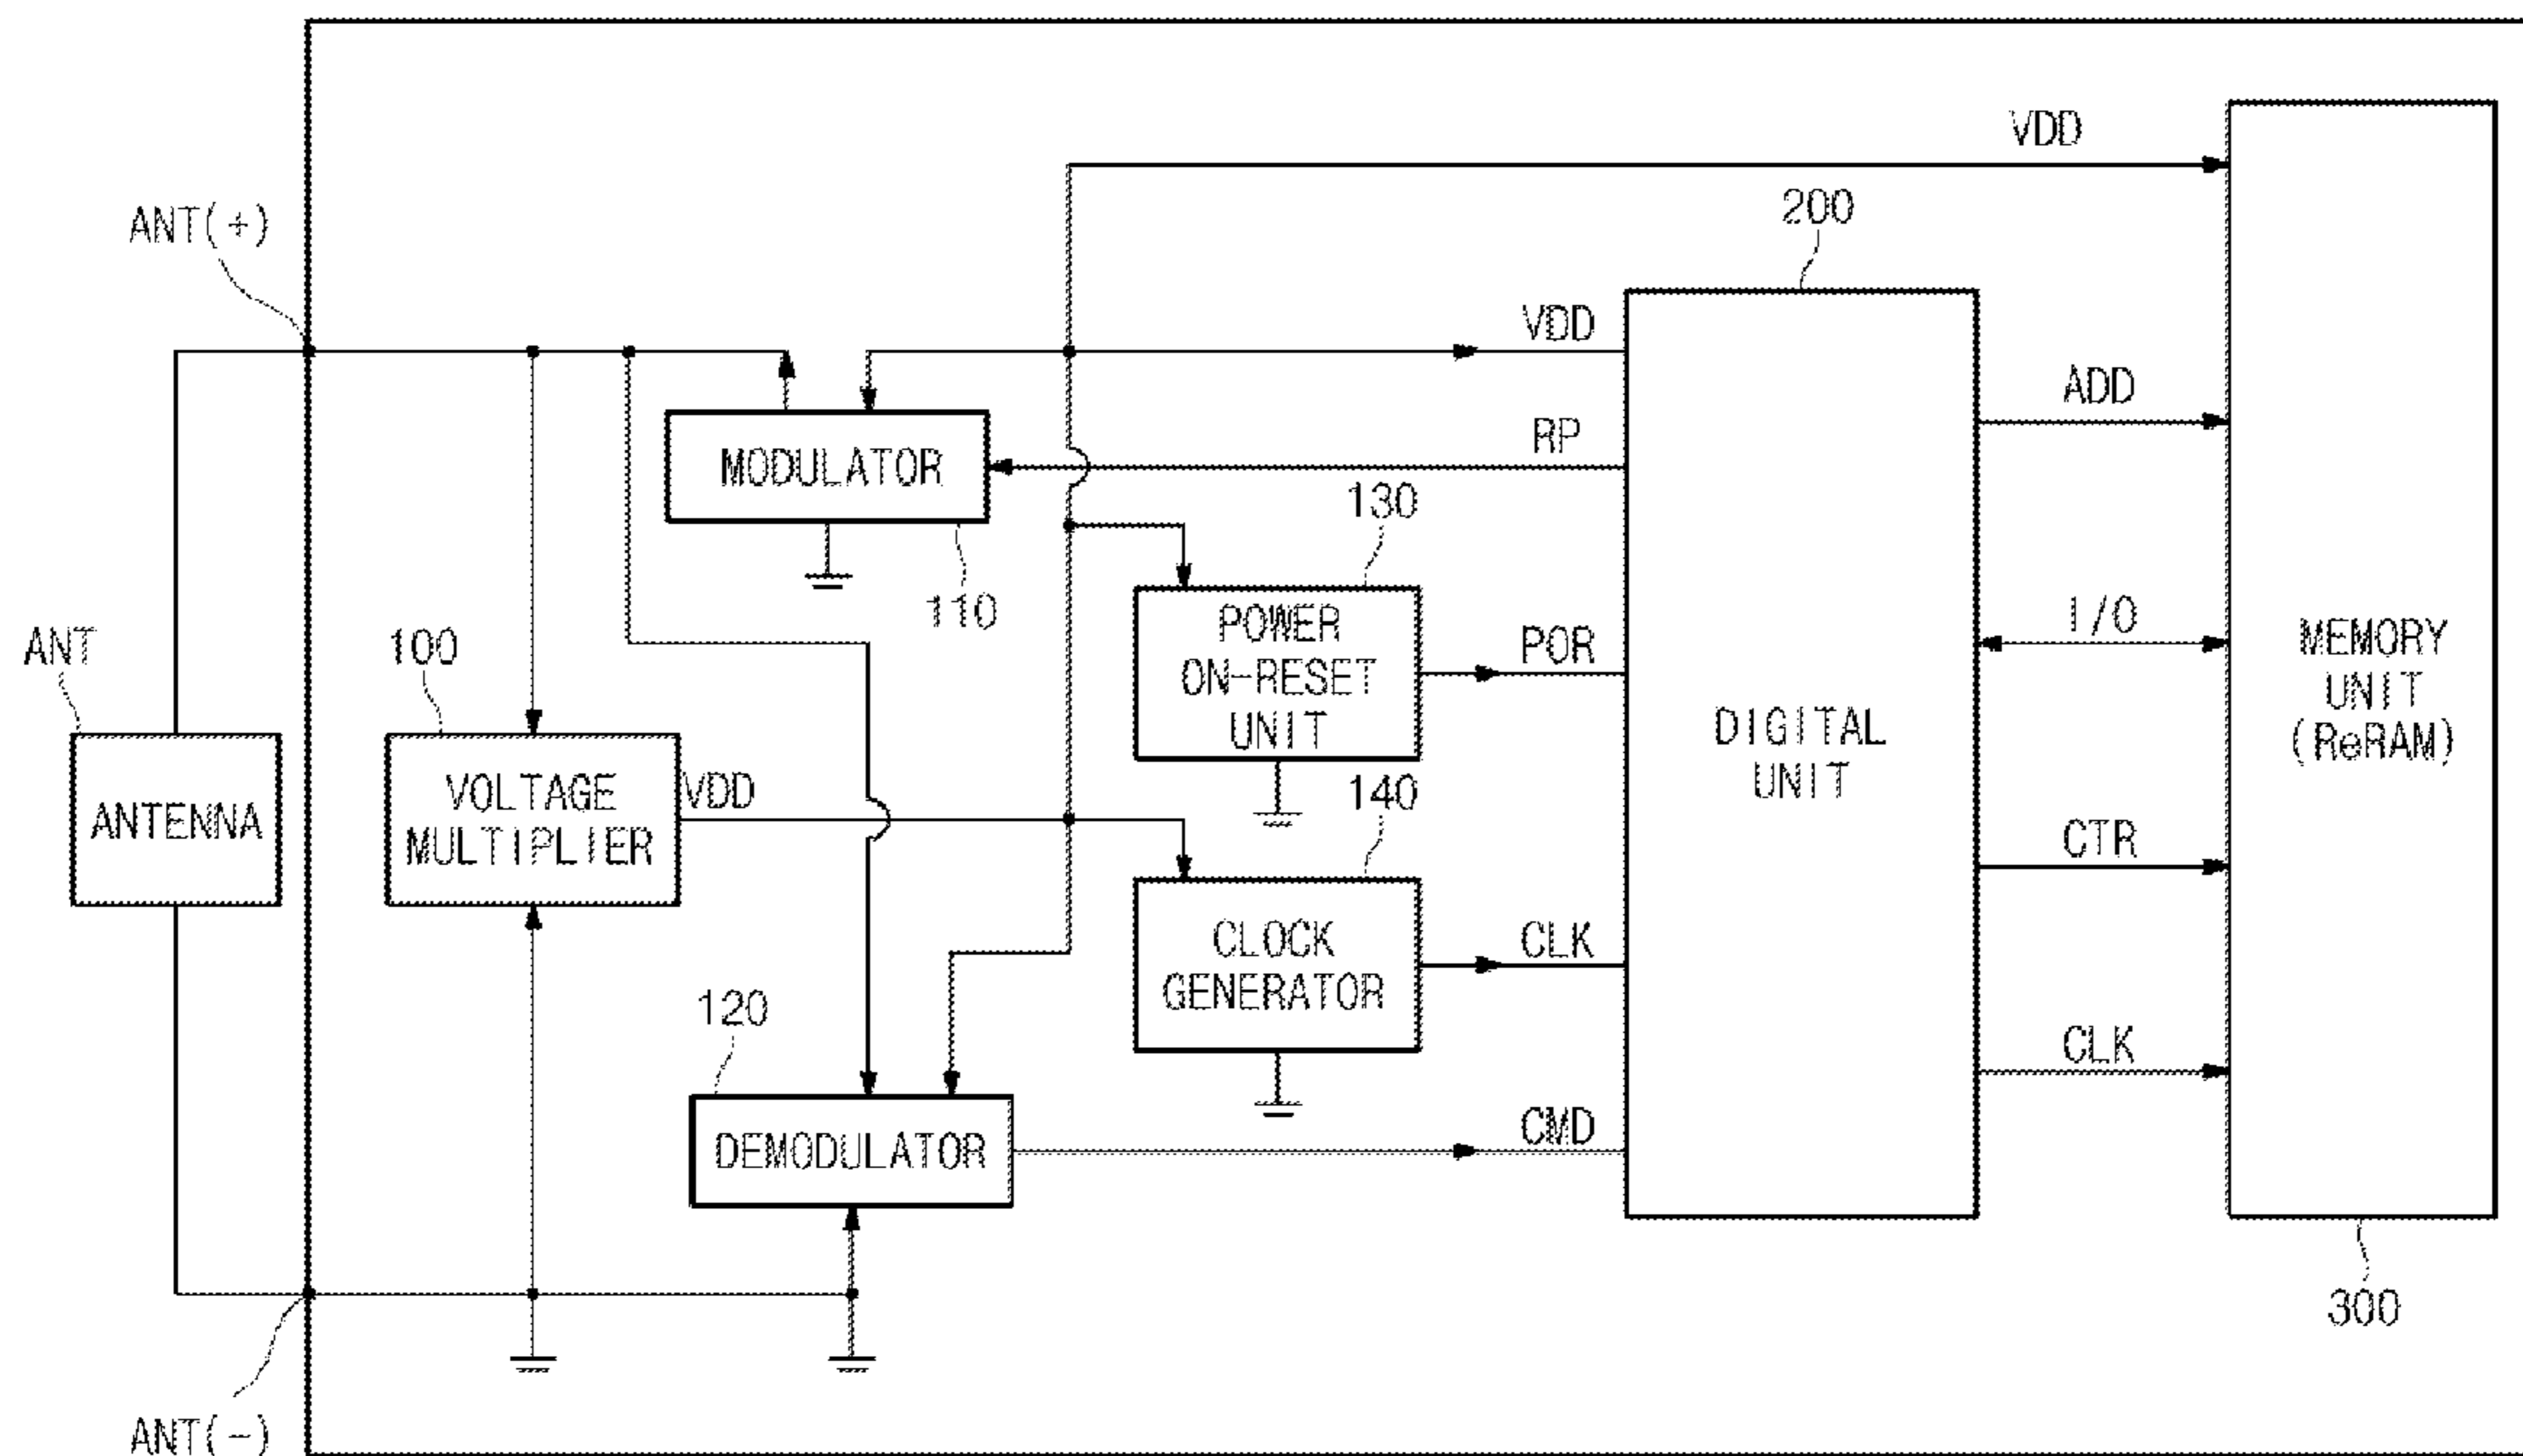 VDD
200
ANT(+)
VDD
ADD
RP
MODULATOR
130
110
POWER
ON-RESET
UNIT
POR
I/O
MEMORY
UNIT
(ReRAM)
ANT
100
DIGITAL
UNIT
VOLTAGE
MULTIPLIER
VDD
140
ANTENNA
CTR
CLOCK
GENERATOR
CLK
120
CLK
DEMODULATOR
CMD
300
ANT(-)